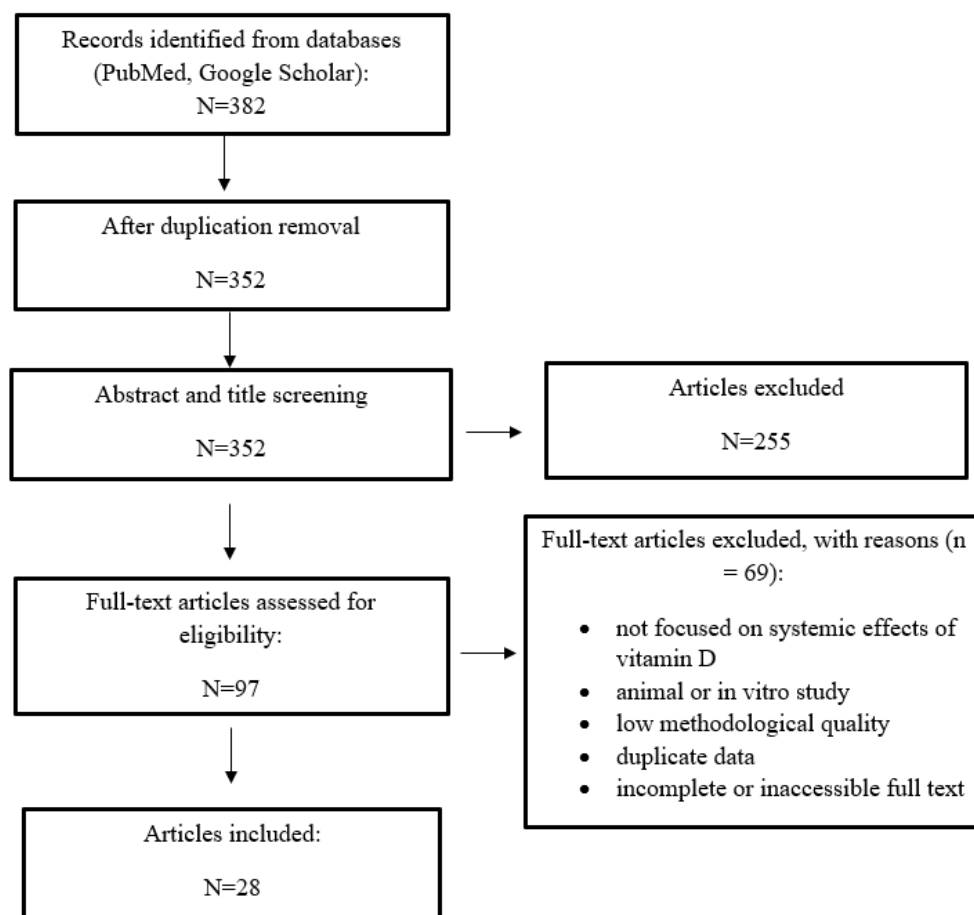 Records identified from databases
(PubMed, Google Scholar):
N=382
After duplication removal
N=352
Abstract and title screening
N=352
Articles excluded
N=255
Full-text articles assessed for
eligibility:
N=97
Full-text articles excluded, with reasons (n
= 69):
• not focused on systemic effects of
vitamin D
• animal or in vitro study
• low methodological quality
• duplicate data
• incomplete or inaccessible full text
Articles included:
N=28